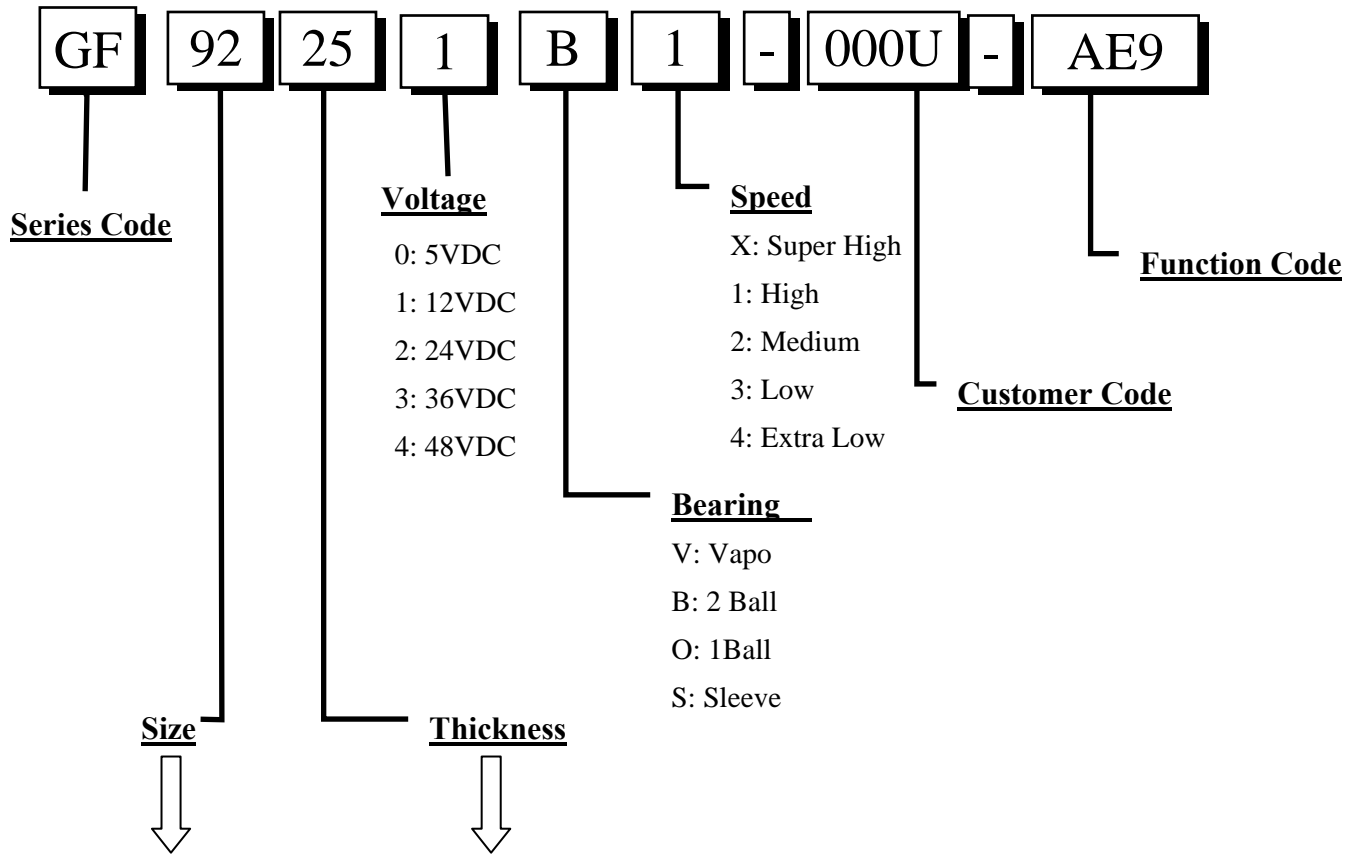 GF 92 25 1 B 1 - 000U - AE9
Series Code
Voltage
0: 5VDC
1: 12VDC
2: 24VDC
3: 36VDC
4: 48VDC
Speed
X: Super High
1: High
2: Medium
3: Low
4: Extra Low
Function Code
Customer Code
Bearing
V: Vapo
B: 2 Ball
O: 1Ball
S: Sleeve
Size
Thickness